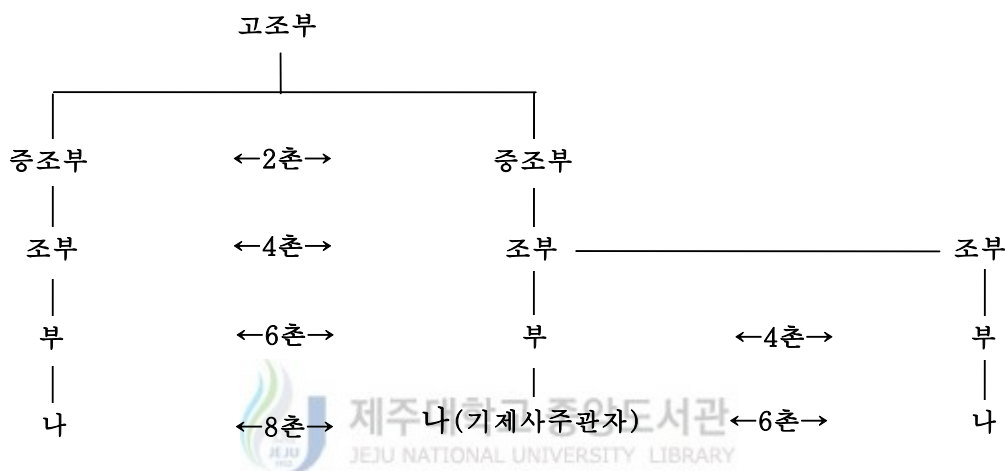 고조부
증조부 ←2촌→ 증조부
조부 ←4촌→ 조부 조부
부 ←6촌→ 부 ←4촌→ 부
나 ←8촌→ 나(기제사주관자) ←6촌→ 나
제주대학교 중앙도서관
JEJU NATIONAL UNIVERSITY LIBRARY
JEJU
1952